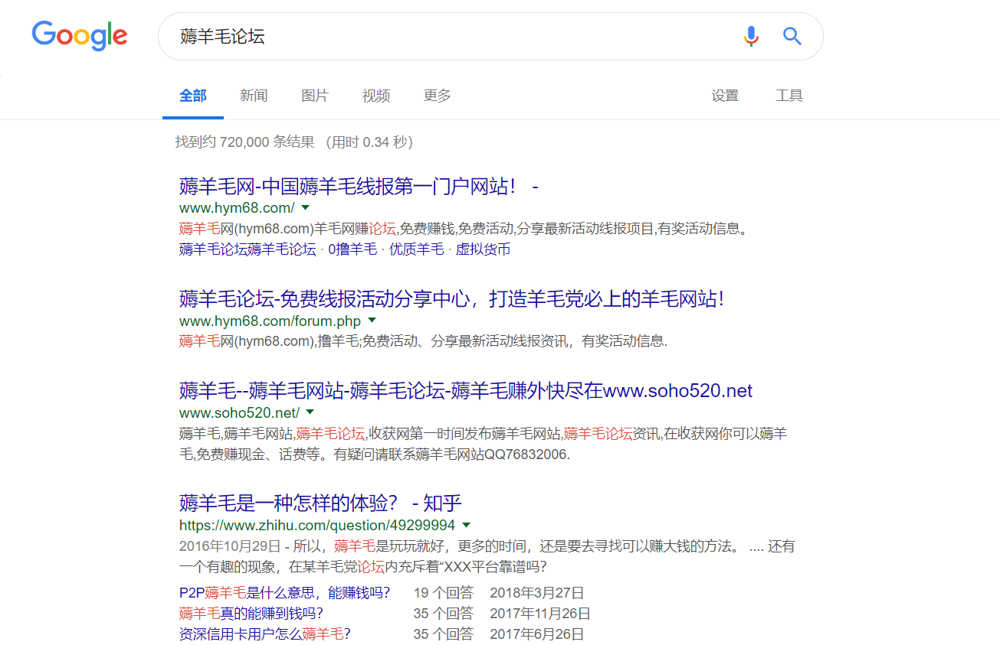 Google
薅羊毛论坛
全部 新闻 图片 视频 更多 设置 工具
找到约 720,000 条结果 （用时 0.34 秒）
薅羊毛网-中国薅羊毛线报第一门户网站！ -
www.hym68.com/
薅羊毛网(hym68.com)羊毛网赚论坛,免费赚钱,免费活动,分享最新活动线报项目,有奖活动信息。
薅羊毛论坛薅羊毛论坛 · 0撸羊毛 · 优质羊毛 · 虚拟货币
薅羊毛论坛-免费线报活动分享中心，打造羊毛党必上的羊毛网站！
www.hym68.com/forum.php
薅羊毛网(hym68.com),撸羊毛;免费活动、分享最新活动线报资讯，有奖活动信息.
薅羊毛--薅羊毛网站-薅羊毛论坛-薅羊毛赚外快尽在www.soho520.net
www.soho520.net/
薅羊毛,薅羊毛网站,薅羊毛论坛,收获网第一时间发布薅羊毛网站,薅羊毛论坛资讯,在收获网你可以薅羊
毛,免费赚现金、话费等。有疑问请联系薅羊毛网站QQ76832006.
薅羊毛是一种怎样的体验？ - 知乎
https://www.zhihu.com/question/49299994
2016年10月29日 - 所以，薅羊毛是玩玩就好，更多的时间，还是要去寻找可以赚大钱的方法。 .... 还有
一个有趣的现象，在某羊毛党论坛内充斥着“XXX平台靠谱吗？
P2P薅羊毛是什么意思，能赚钱吗？ 19 个回答 2018年3月27日
薅羊毛真的能赚到钱吗？ 35 个回答 2017年11月26日
资深信用卡用户怎么薅羊毛？ 35 个回答 2017年6月26日